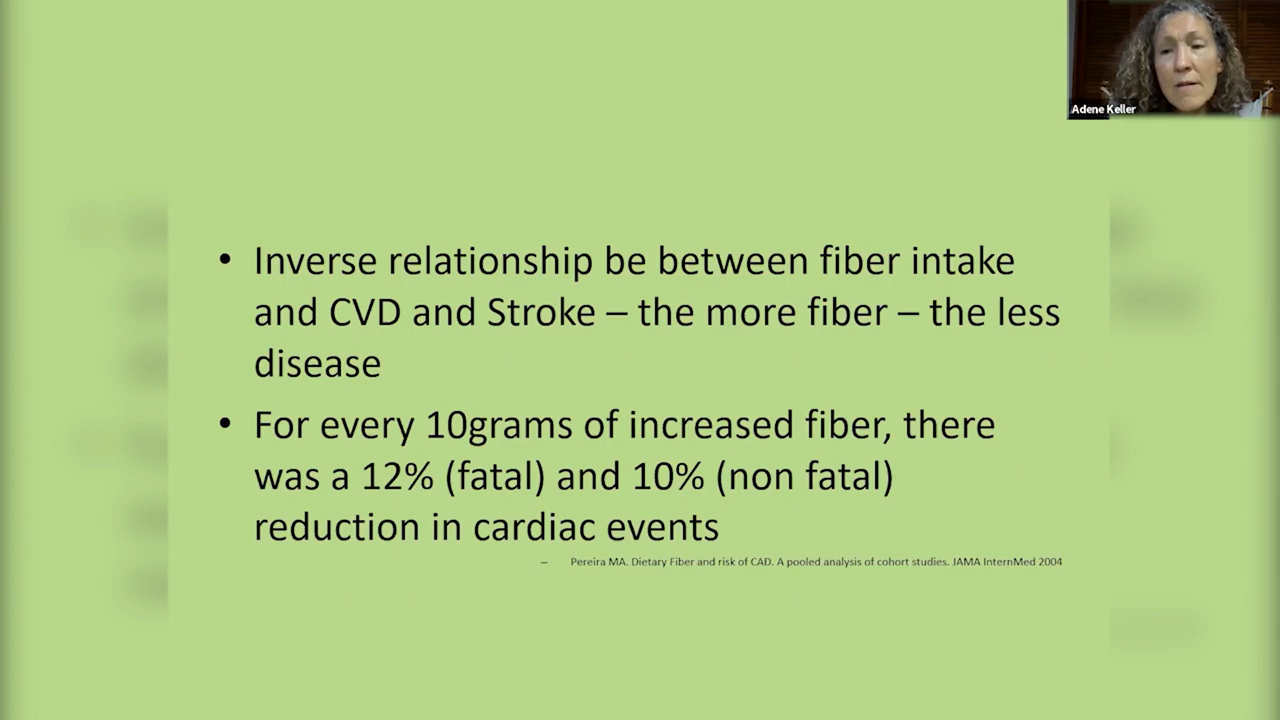 Adene Keller
• Inverse relationship be between fiber intake
and CVD and Stroke – the more fiber – the less
disease
• For every 10grams of increased fiber, there
was a 12% (fatal) and 10% (non fatal)
reduction in cardiac events
– Pereira MA. Dietary Fiber and risk of CAD. A pooled analysis of cohort studies. JAMA InternMed 2004